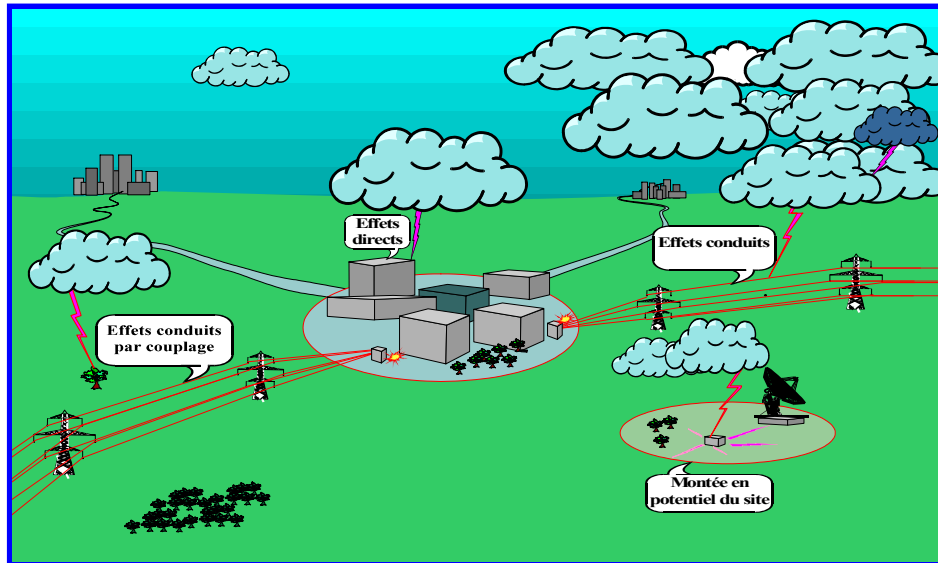 Effets
directs
Effets conduits
Effets conduits
par couplage
Montée en
potentiel du site